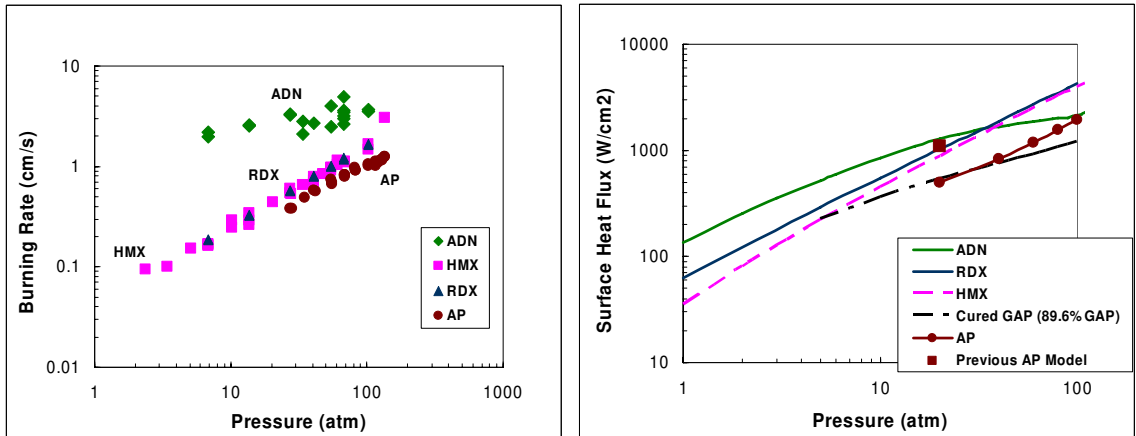 10
1
0.1
0.01
Burning Rate (cm/s)
ADN
RDX
AP
HMX
ADN
HMX
RDX
AP
1 10 100 1000
Pressure (atm)
10000
1000
100
10
Surface Heat Flux (W/cm2)
ADN
RDX
HMX
Cured GAP (89.6% GAP)
AP
Previous AP Model
1 10 100
Pressure (atm)